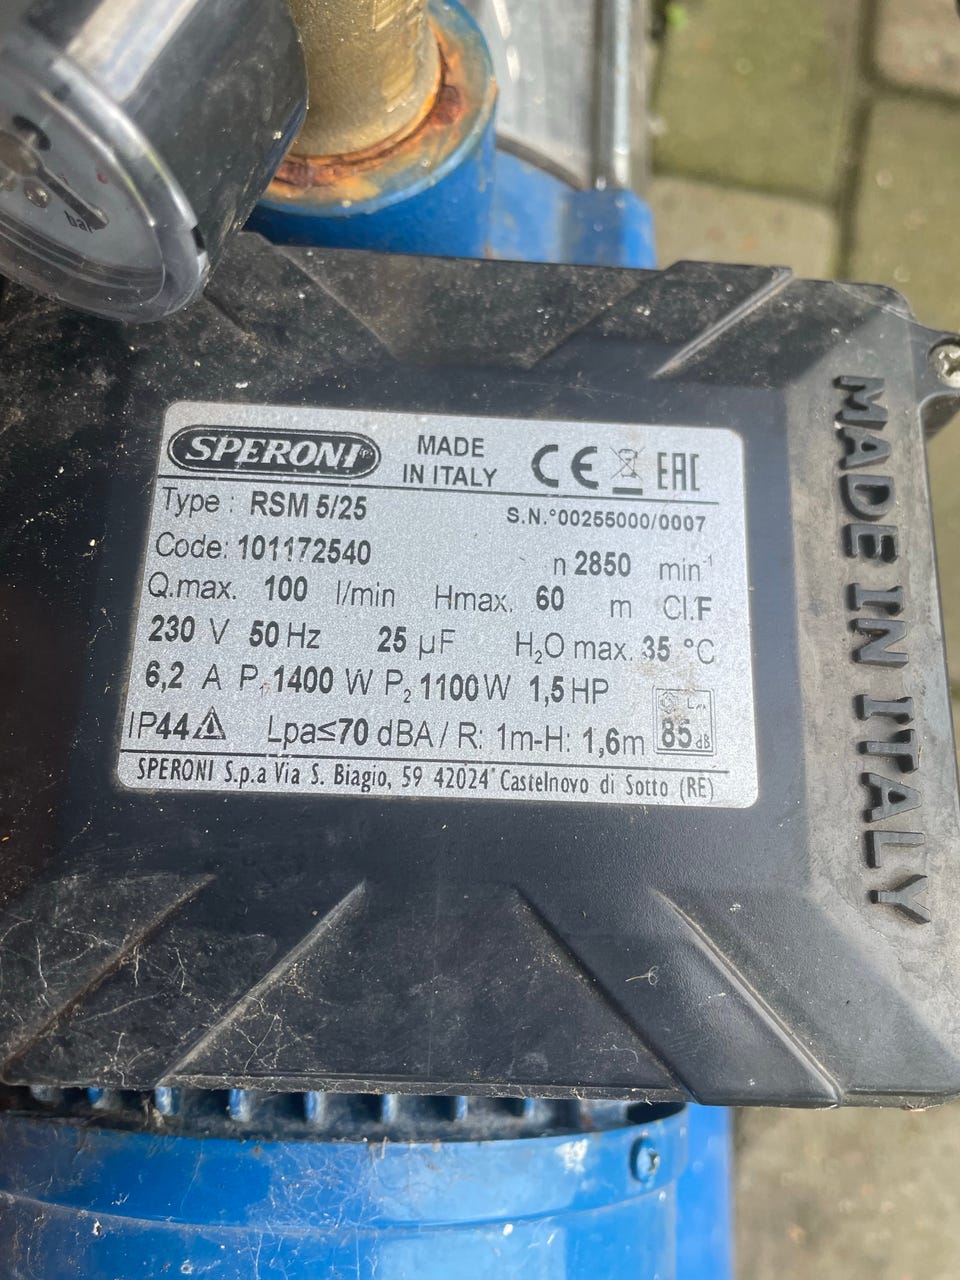 bar
SPERONI
MADE
IN ITALY
CE
EAC
Type : RSM 5/25
S.N.°00255000/0007
Code: 101172540
n 2850 min⁻¹
Q.max. 100 l/min Hmax. 60 m Cl.F
230 V 50 Hz 25 µF H₂O max. 35 °C
6,2 A P₁ 1400 W P₂ 1100 W 1,5 HP
IP44 Lpa≤70 dBA / R: 1m-H: 1,6m
85 dB
SPERONI S.p.a Via S. Biagio, 59 42024 Castelnovo di Sotto (RE)
MADE IN ITALY